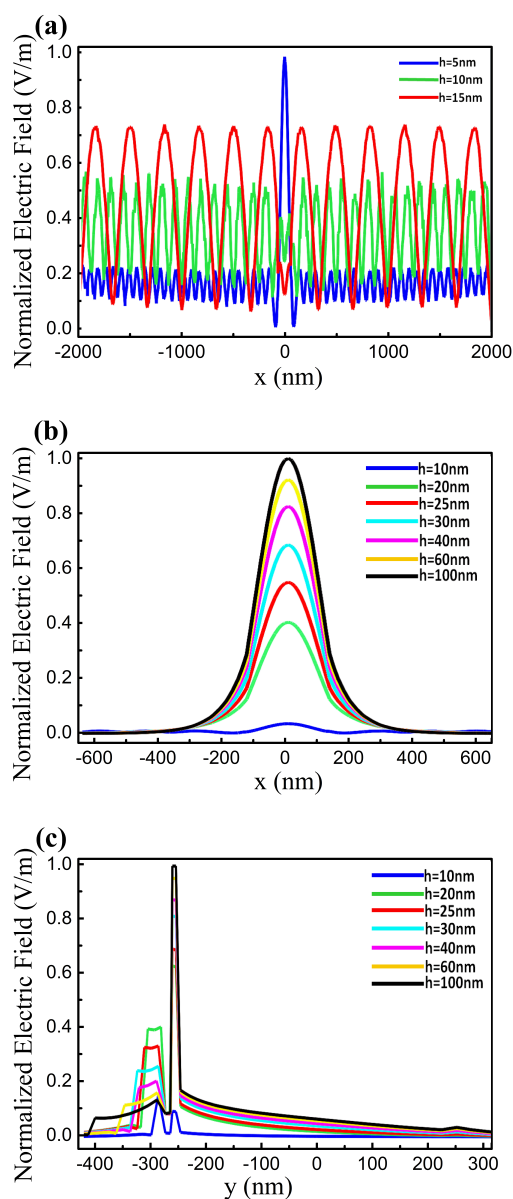 (a)
Normalized Electric Field (V/m)
1.0
0.8
0.6
0.4
0.2
0.0
h=5nm
h=10nm
h=15nm
-2000 -1000 0 1000 2000
x (nm)
(b)
Normalized Electric Field (V/m)
1.0
0.8
0.6
0.4
0.2
0.0
h=10nm
h=20nm
h=25nm
h=30nm
h=40nm
h=60nm
h=100nm
-600 -400 -200 0 200 400 600
x (nm)
(c)
Normalized Electric Field (V/m)
1.0
0.8
0.6
0.4
0.2
0.0
h=10nm
h=20nm
h=25nm
h=30nm
h=40nm
h=60nm
h=100nm
-400 -300 -200 -100 0 100 200 300
y (nm)